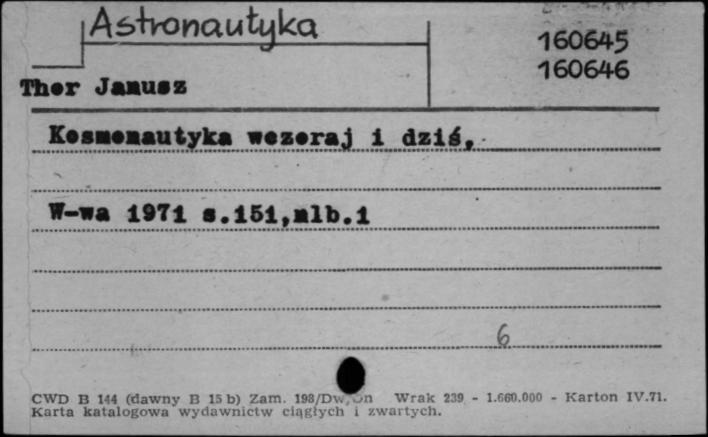 Astronautyka
160645
160646
Thor Janusz
Kosmonautyka wczoraj i dziś,
W-wa 1971 s.151,nlb.1
6
CWD B 144 (dawny B 15 b) Zam. 198/Dw, Wrak 239 - 1.660.000 - Karton IV.71.
Karta katalogowa wydawnictw ciągłych i zwartych.